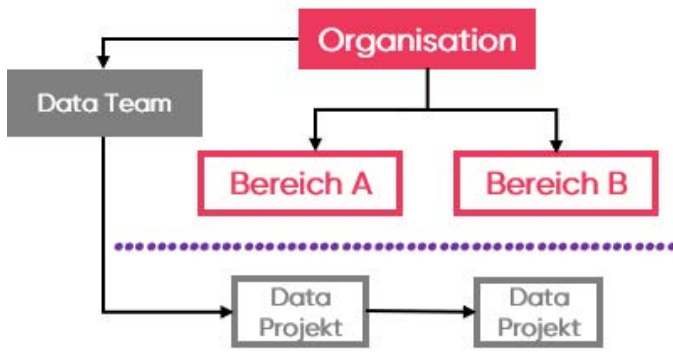 Organisation
Data Team
Bereich A
Bereich B
Data
Projekt
Data
Projekt